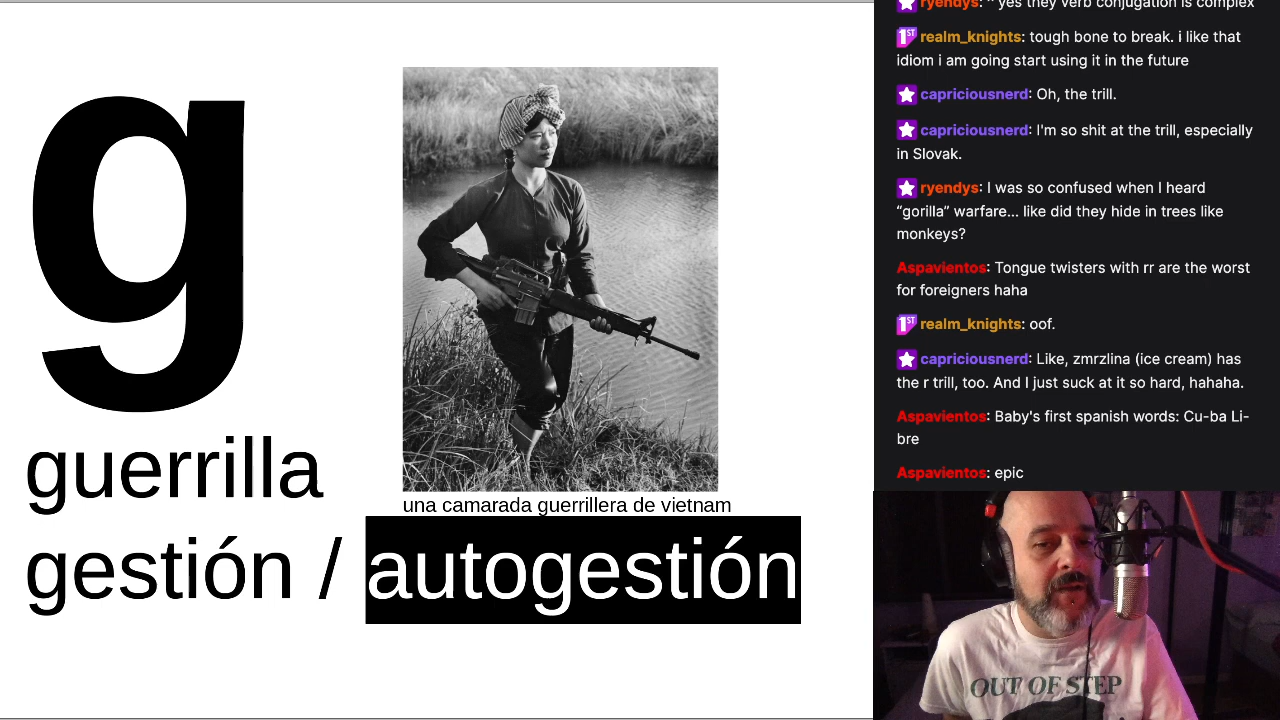 g
guerrilla
gestión / autogestión
una camarada guerrillera de vietnam
ryendys: ^ yes they verb conjugation is complex
1ST realm_knights: tough bone to break. i like that
idiom i am going start using it in the future
capriciousnerd: Oh, the trill.
capriciousnerd: I'm so shit at the trill, especially
in Slovak.
ryendys: I was so confused when I heard
“gorilla” warfare... like did they hide in trees like
monkeys?
Aspavientos: Tongue twisters with rr are the worst
for foreigners haha
1ST realm_knights: oof.
capriciousnerd: Like, zmrzlina (ice cream) has
the r trill, too. And I just suck at it so hard, hahaha.
Aspavientos: Baby's first spanish words: Cu-ba Li-
bre
Aspavientos: epic
OUT OF STEP